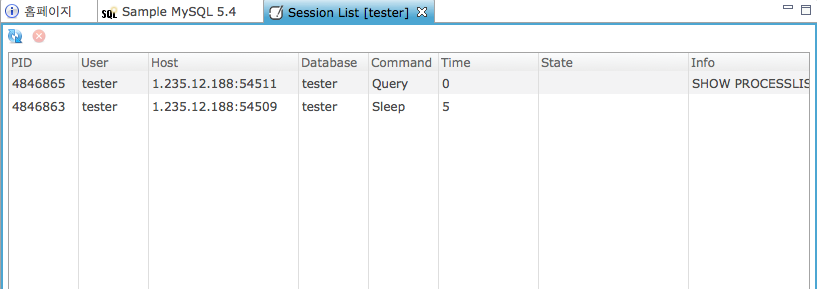 홈페이지 Sample MySQL 5.4 Session List [tester]
PID User Host Database Command Time State Info
4846865 tester 1.235.12.188:54511 tester Query 0 SHOW PROCESSLIS
4846863 tester 1.235.12.188:54509 tester Sleep 5